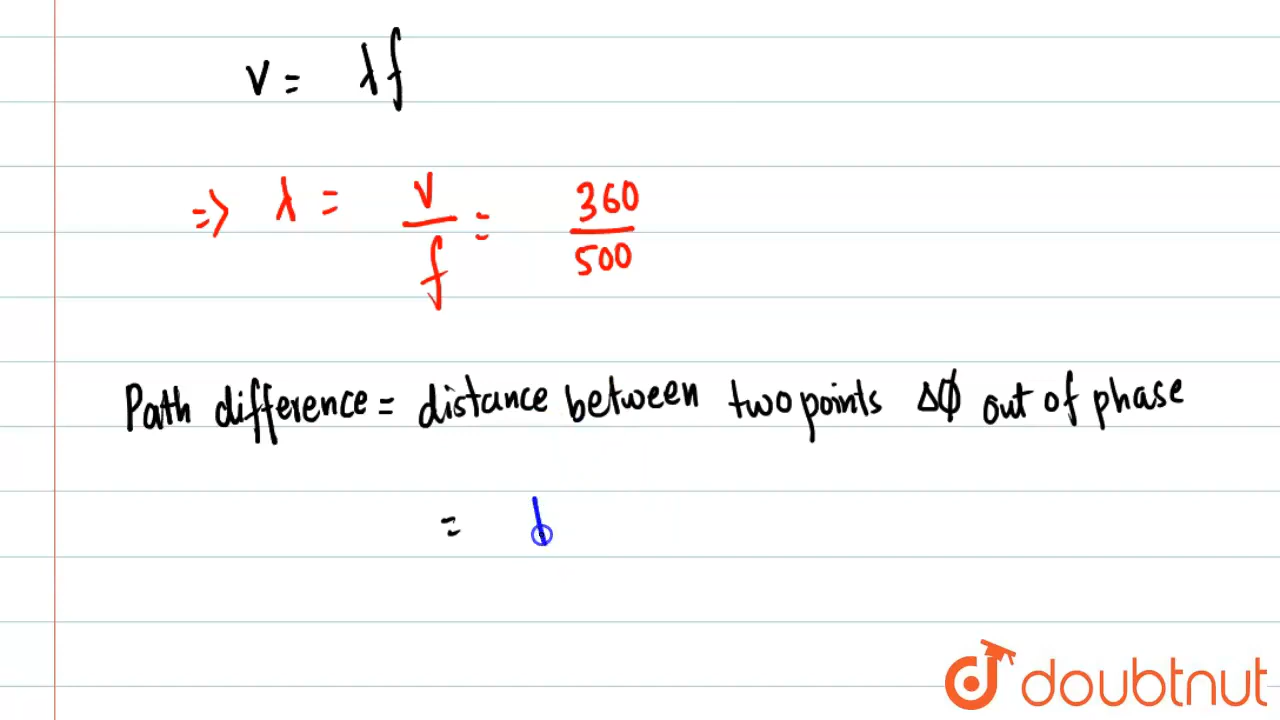 v = λf
=> λ = v/f = 360/500
Path difference = distance between two points Δϕ out of phase
=
doubtnut